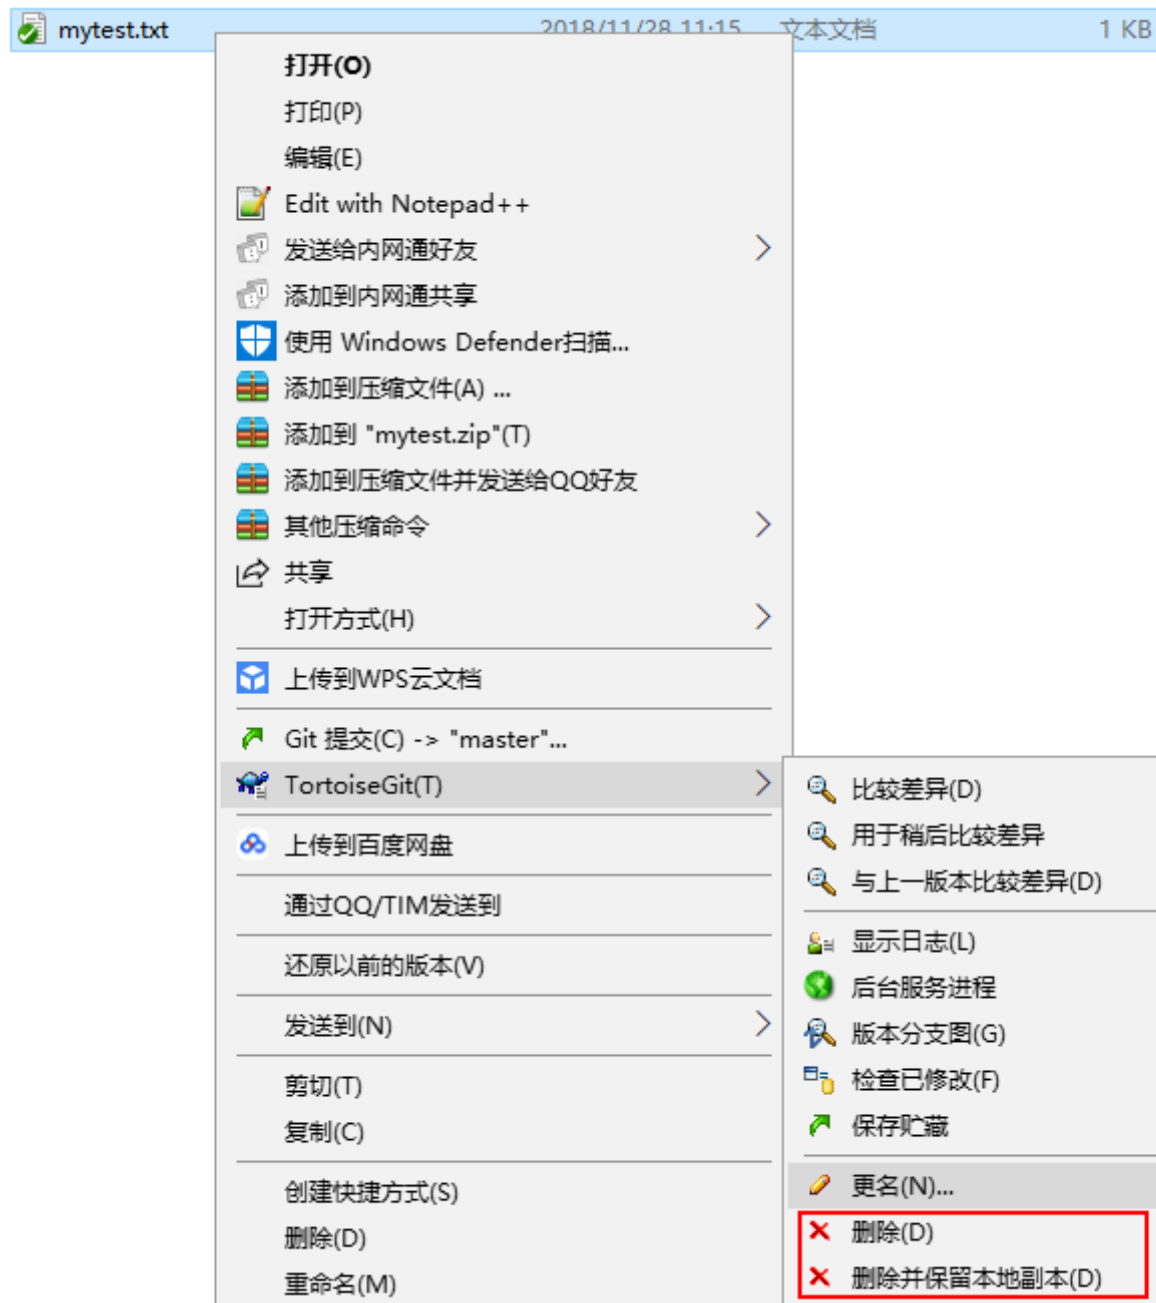 mytest.txt 2018/11/28 11:15 文本文档 1 KB
打开(O)
打印(P)
编辑(E)
Edit with Notepad++
发送给内网通好友
添加到内网通共享
使用 Windows Defender扫描...
添加到压缩文件(A) ...
添加到 "mytest.zip"(T)
添加到压缩文件并发送给QQ好友
其他压缩命令
共享
打开方式(H)
上传到WPS云文档
Git 提交(C) -> "master"...
TortoiseGit(T)
上传到百度网盘
通过QQ/TIM发送到
还原以前的版本(V)
发送到(N)
剪切(T)
复制(C)
创建快捷方式(S)
删除(D)
重命名(M)
比较差异(D)
用于稍后比较差异
与上一版本比较差异(D)
显示日志(L)
后台服务进程
版本分支图(G)
检查已修改(F)
保存贮藏
更名(N)...
删除(D)
删除并保留本地副本(D)